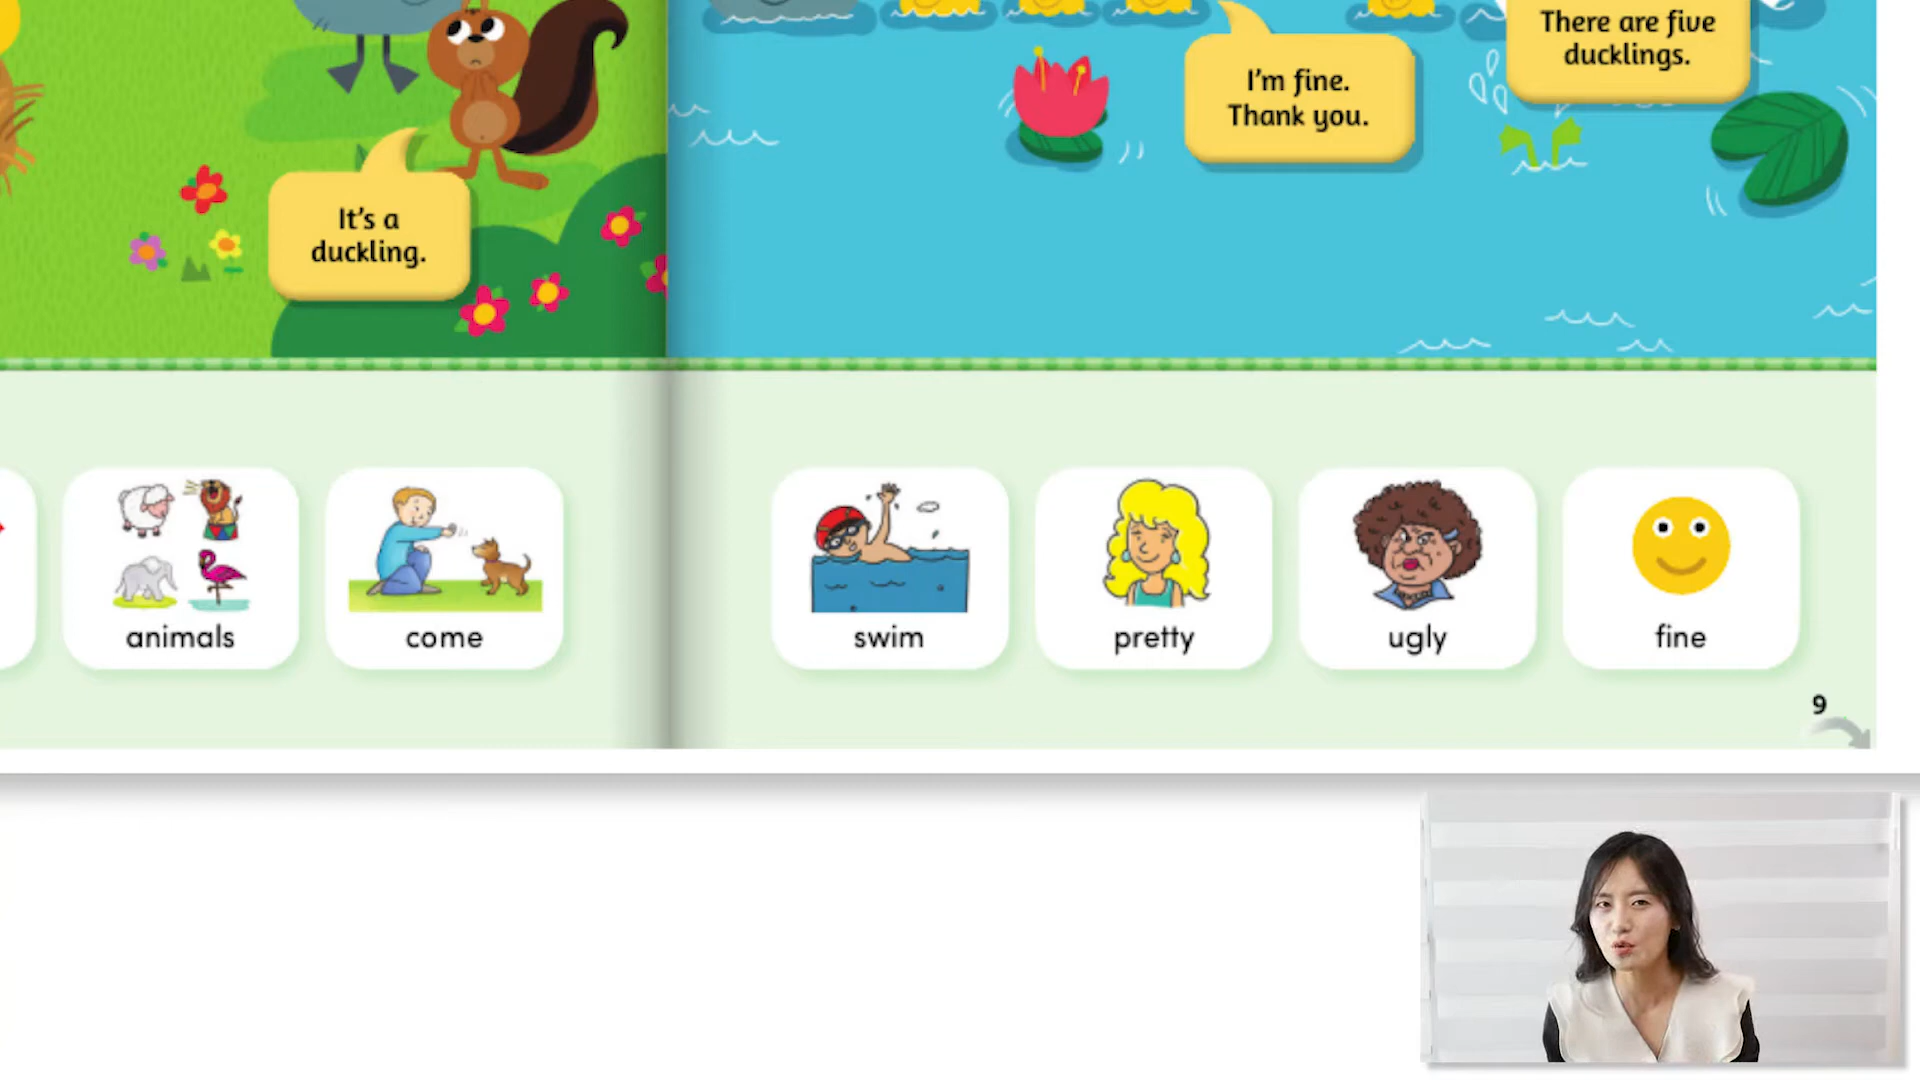 There are five
ducklings.
I'm fine.
Thank you.
It's a
duckling.
animals
come
swim
pretty
ugly
fine
9